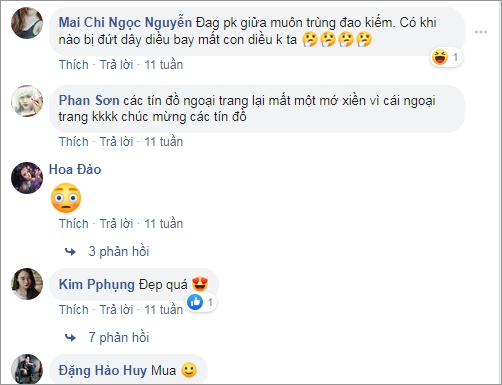 Mai Chi Ngọc Nguyễn Đag pk giửa muôn trùng đao kiếm. Có khi
nào bị đứt dây diều bay mất con diều k ta
1
Thích · Trả lời · 11 tuần
Phan Sơn các tín đồ ngoại trang lại mất một mớ xiền vì cái ngoại
trang kkkk chúc mừng các tín đồ
Thích · Trả lời · 11 tuần
Hoa Đào
Thích · Trả lời · 11 tuần
3 phản hồi
Kim Pphụng Đẹp quá
1
Thích · Trả lời · 11 tuần
7 phản hồi
Đặng Hảo Huy Mua